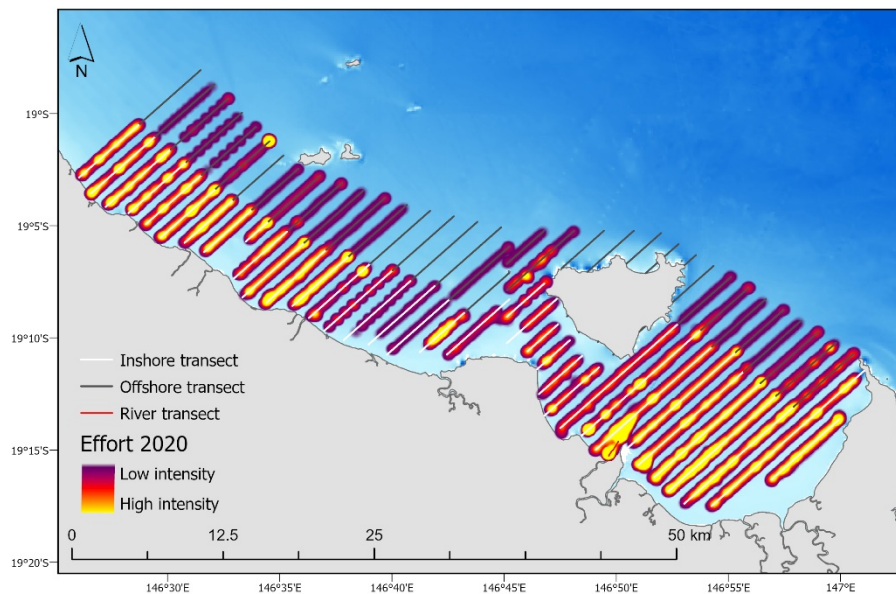 N
19°S
19°5'S
19°10'S
19°15'S
19°20'S
Inshore transect
Offshore transect
River transect
Effort 2020
Low intensity
High intensity
0 12.5 25 50 km
146°30'E 146°35'E 146°40'E 146°45'E 146°50'E 146°55'E 147°E